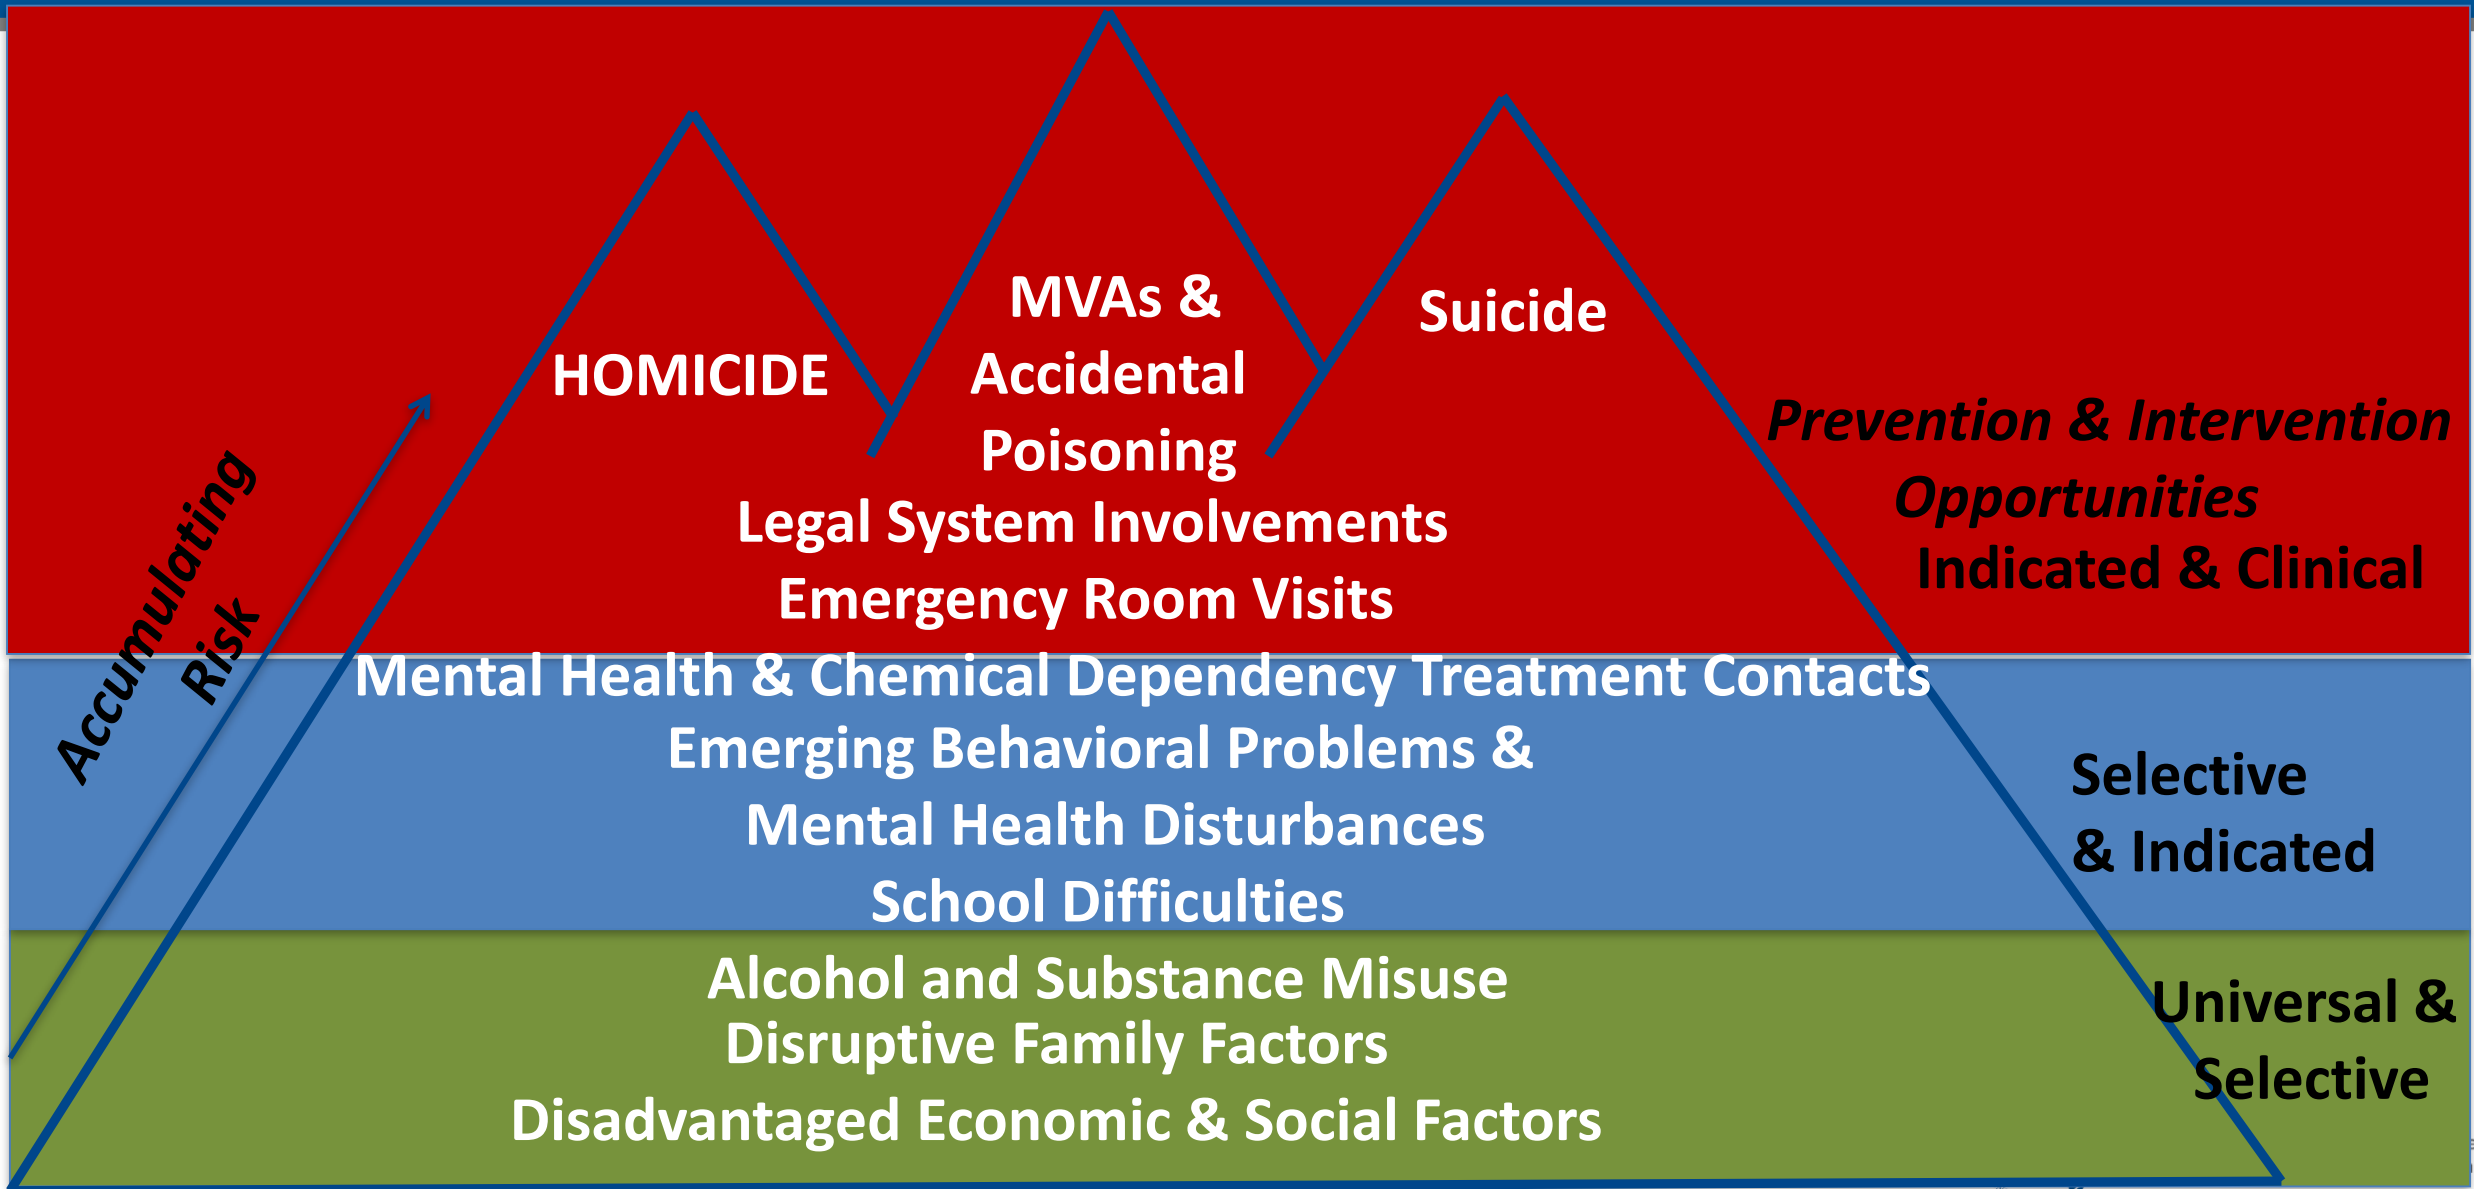 HOMICIDE
MVAs &
Accidental
Poisoning
Suicide
Legal System Involvements
Emergency Room Visits
Mental Health & Chemical Dependency Treatment Contacts
Emerging Behavioral Problems &
Mental Health Disturbances
School Difficulties
Alcohol and Substance Misuse
Disruptive Family Factors
Disadvantaged Economic & Social Factors
Accumulating
Risk
Prevention & Intervention
Opportunities
Indicated & Clinical
Selective
& Indicated
Universal &
Selective